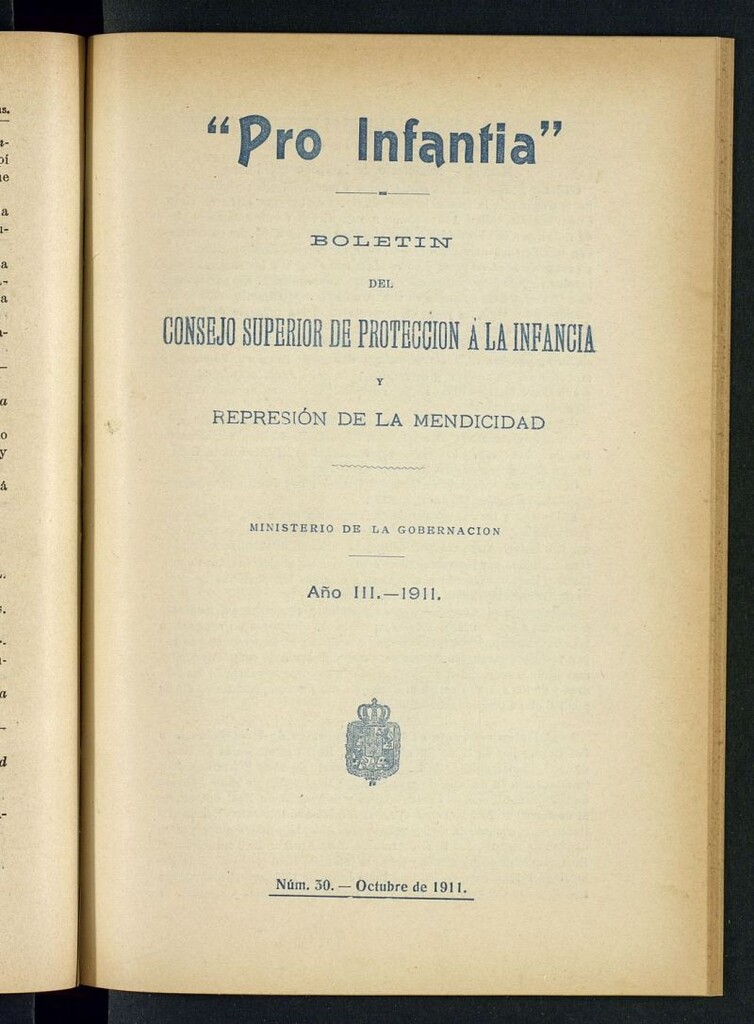 “Pro Infantia”
BOLETIN
DEL
CONSEJO SUPERIOR DE PROTECCION Á LA INFANCIA
Y
REPRESIÓN DE LA MENDICIDAD
MINISTERIO DE LA GOBERNACION
Año III.—1911.
Núm. 30. — Octubre de 1911.